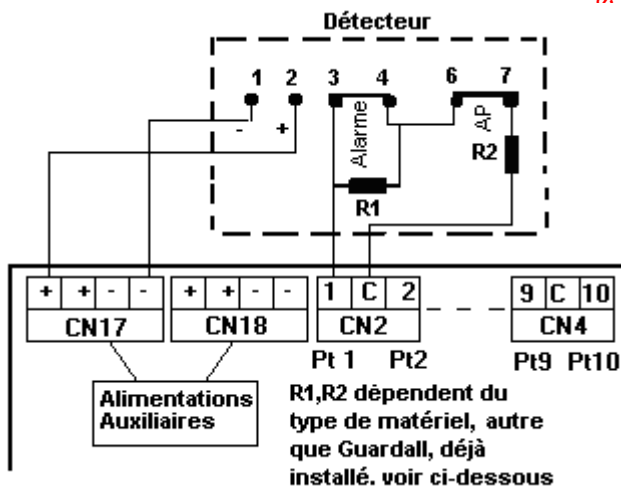 Détecteur
1 2 3 4 6 7
- +
Alarme
AP
R1
R2
+ + - -
+ + - -
1 C 2
9 C 10
CN17
CN18
CN2
CN4
Pt 1 Pt2
Pt9 Pt10
Alimentations
Auxiliaires
R1,R2 dépendent du
type de matériel, autre
que Guardall, déjà
installé. voir ci-dessous